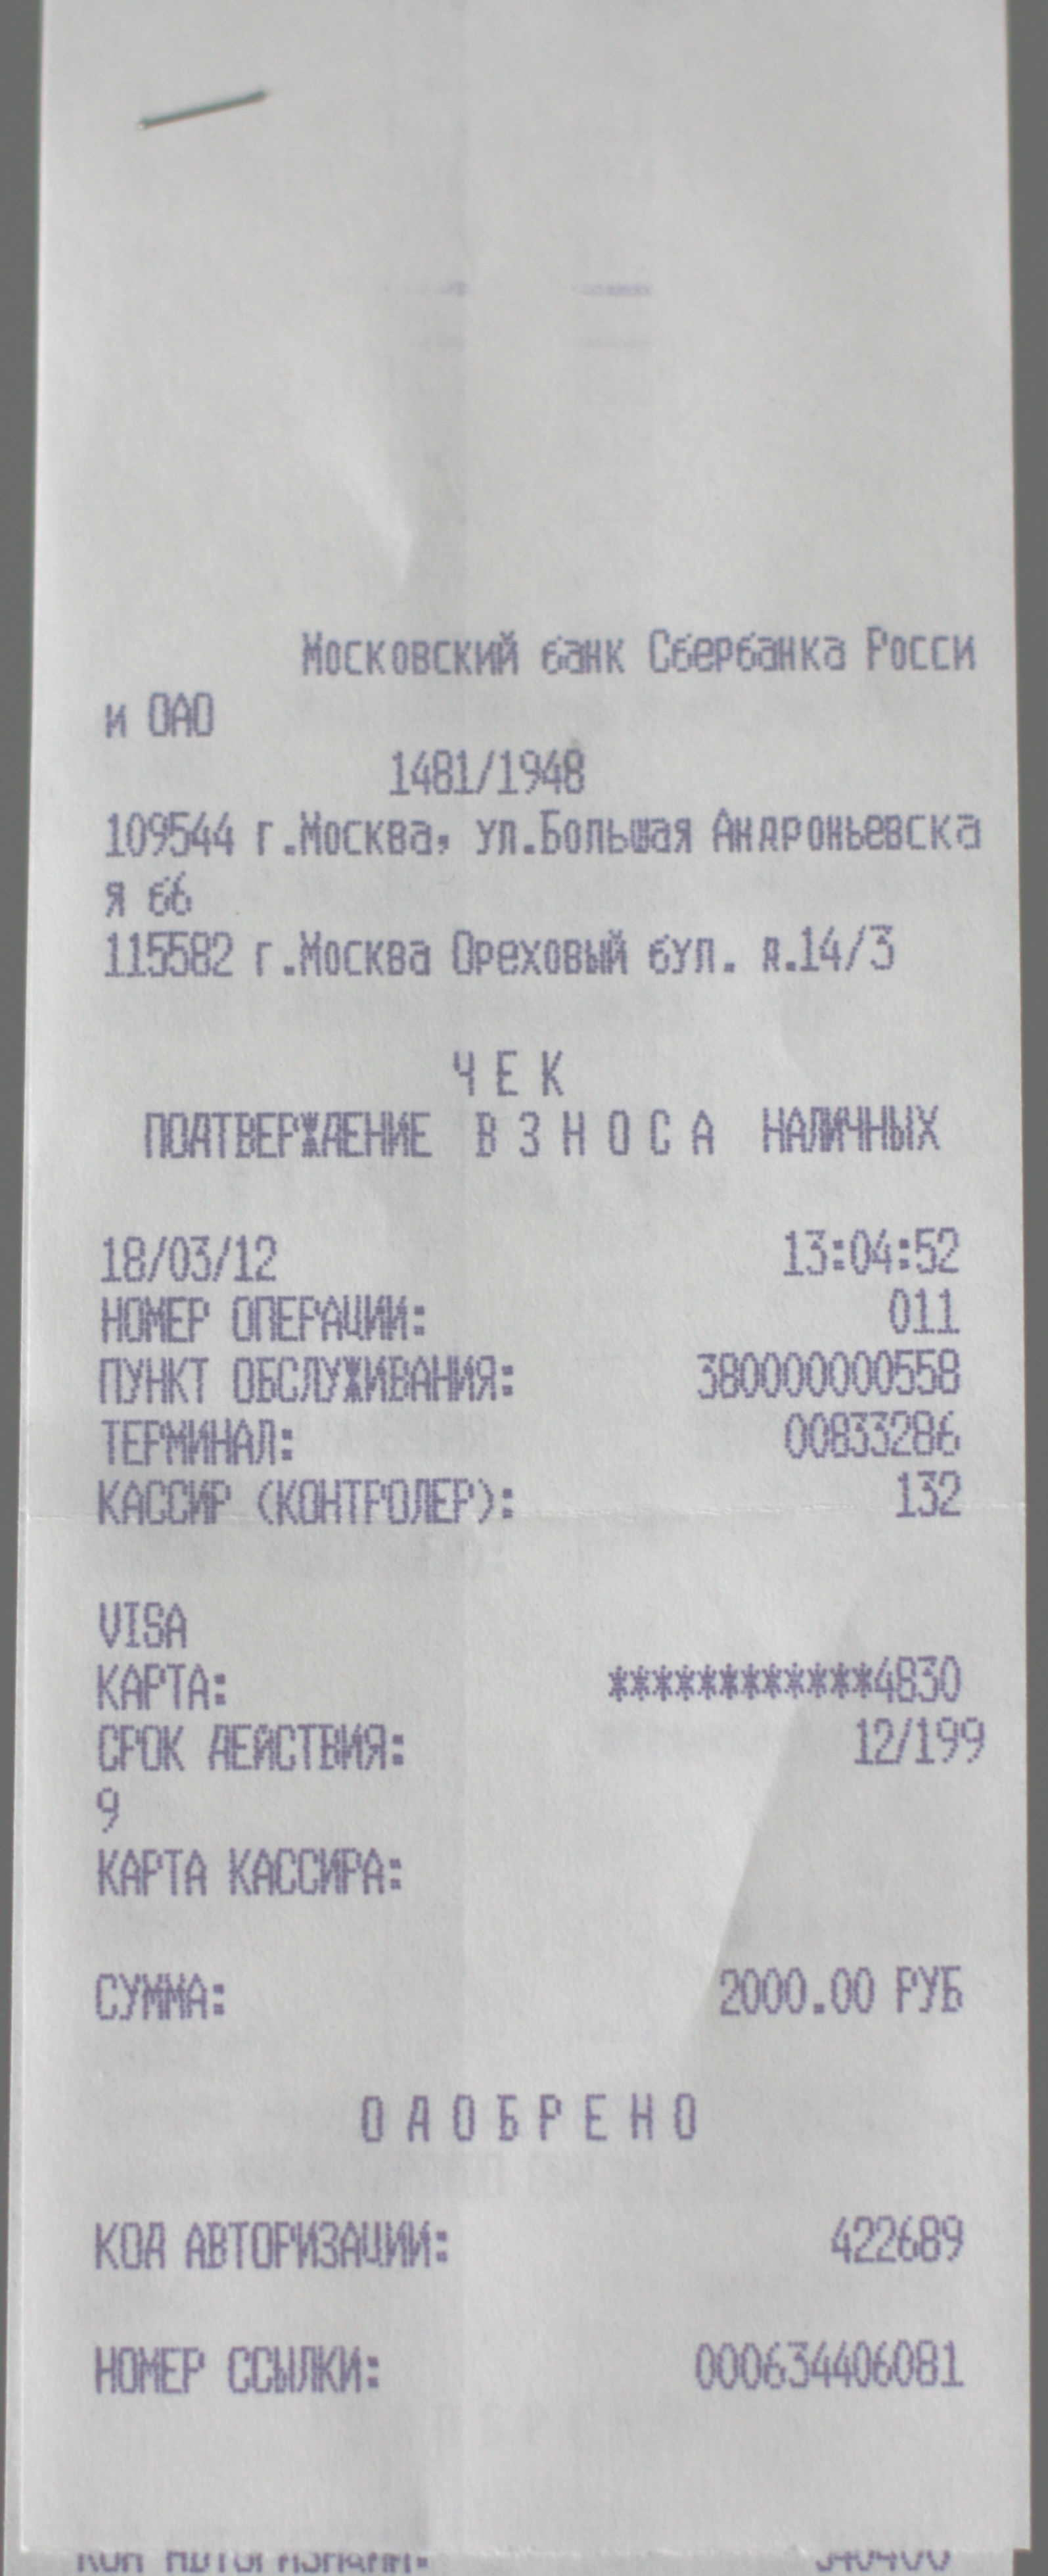 Московский банк Сбербанка Росси
и ОАО
1481/1948
109544 г.Москва, ул.Большая Андроньевска
я 66
115582 г.Москва Ореховый бул. д.14/3
Ч Е К
ПОДТВЕРЖДЕНИЕ В З Н О С А НАЛИЧНЫХ
18/03/12 13:04:52
НОМЕР ОПЕРАЦИИ: 011
ПУНКТ ОБСЛУЖИВАНИЯ: 380000000558
ТЕРМИНАЛ: 00833286
КАССИР (КОНТРОЛЕР): 132
VISA
КАРТА: ************4830
СРОК ДЕЙСТВИЯ: 12/199
9
КАРТА КАССИРА:
СУММА: 2000.00 РУБ
О Д О Б Р Е Н О
КОД АВТОРИЗАЦИИ: 422689
НОМЕР ССЫЛКИ: 000634406081
КОД АВТОРИЗАЦИИ: